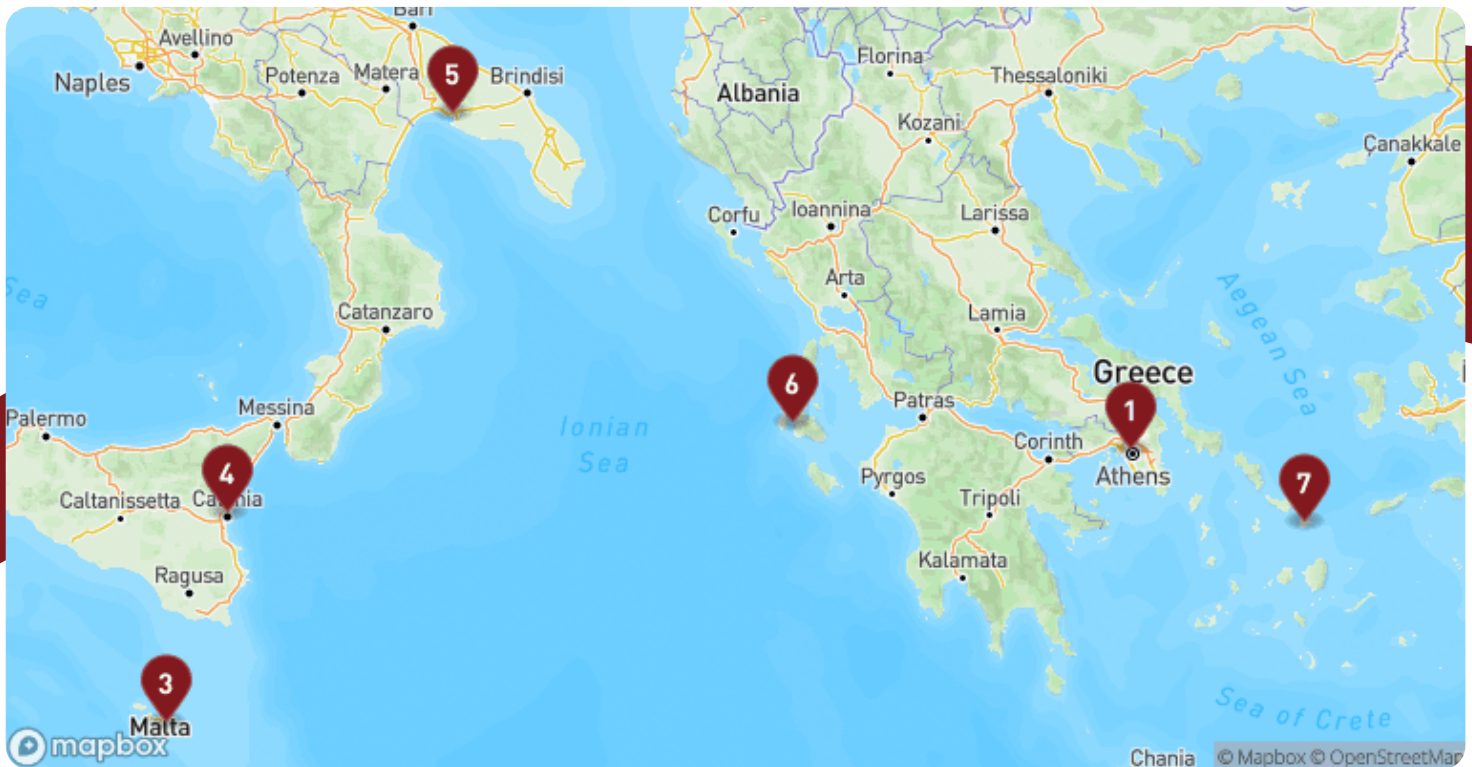 Bari
Avellino
Naples
Potenza
Matera
5
Brindisi
Albania
Florina
Thessaloniki
Kozani
Çanakkale
Corfu
Ioannina
Larissa
Arta
Sea
Catanzaro
Lamia
Aegean Sea
Greece
6
1
Patras
Messina
Palermo
Ionian
Sea
Corinth
4
Athens
7
Caltanissetta
Pyrgos
Tripoli
Ragusa
Kalamata
3
Malta
Sea of Crete
mapbox
Chania
© Mapbox © OpenStreetMap